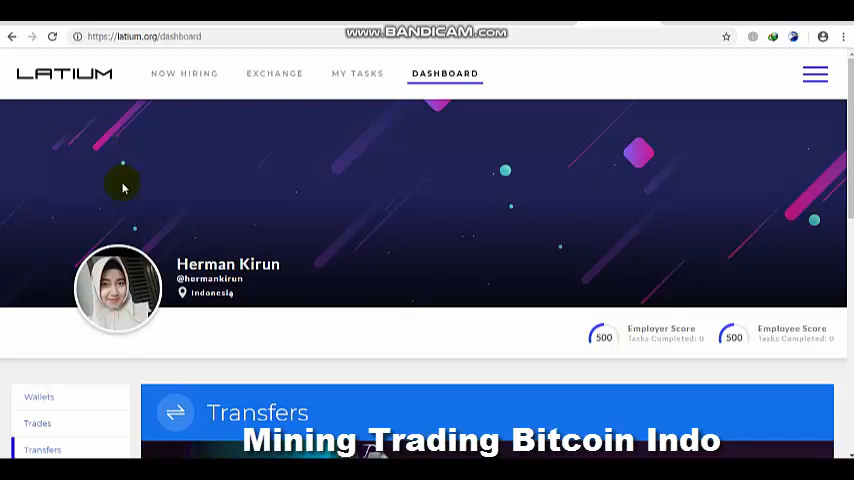 www.BANDICAM.com
https://latium.org/dashboard
LATIUM
NOW HIRING
EXCHANGE
MY TASKS
DASHBOARD
Herman Kirun
@hermankirun
Indonesia
500
Employer Score
Tasks Completed: 0
500
Employee Score
Tasks Completed: 0
Wallets
Trades
Transfers
Transfers
Mining Trading Bitcoin Indo